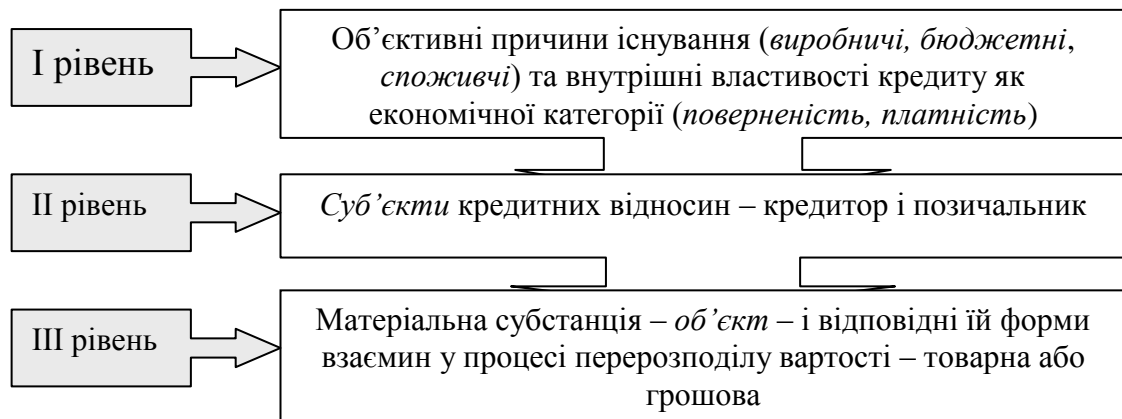 І рівень
Об’єктивні причини існування (виробничі, бюджетні,
споживчі) та внутрішні властивості кредиту як
економічної категорії (поверненість, платність)
ІІ рівень
Суб’єкти кредитних відносин – кредитор і позичальник
ІІІ рівень
Матеріальна субстанція – об’єкт – і відповідні їй форми
взаємин у процесі перерозподілу вартості – товарна або
грошова